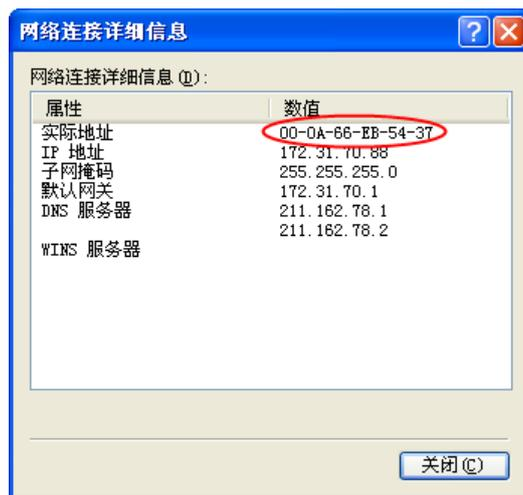 网络连接详细信息
网络连接详细信息(D):
属性 数值
实际地址 00-0A-66-EB-54-37
IP 地址 172.31.70.88
子网掩码 255.255.255.0
默认网关 172.31.70.1
DNS 服务器 211.162.78.1
211.162.78.2
WINS 服务器
关闭(C)